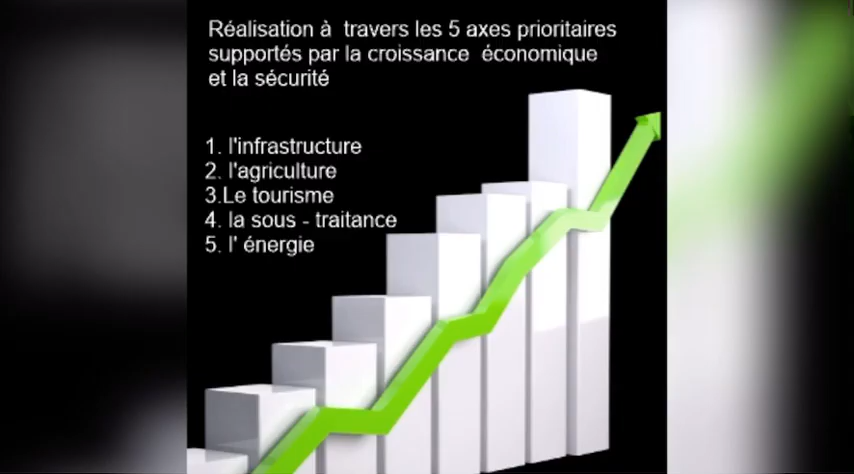 Réalisation à travers les 5 axes prioritaires
supportés par la croissance économique
et la sécurité
1. l'infrastructure
2. l'agriculture
3.Le tourisme
4. la sous - traitance
5. l' énergie